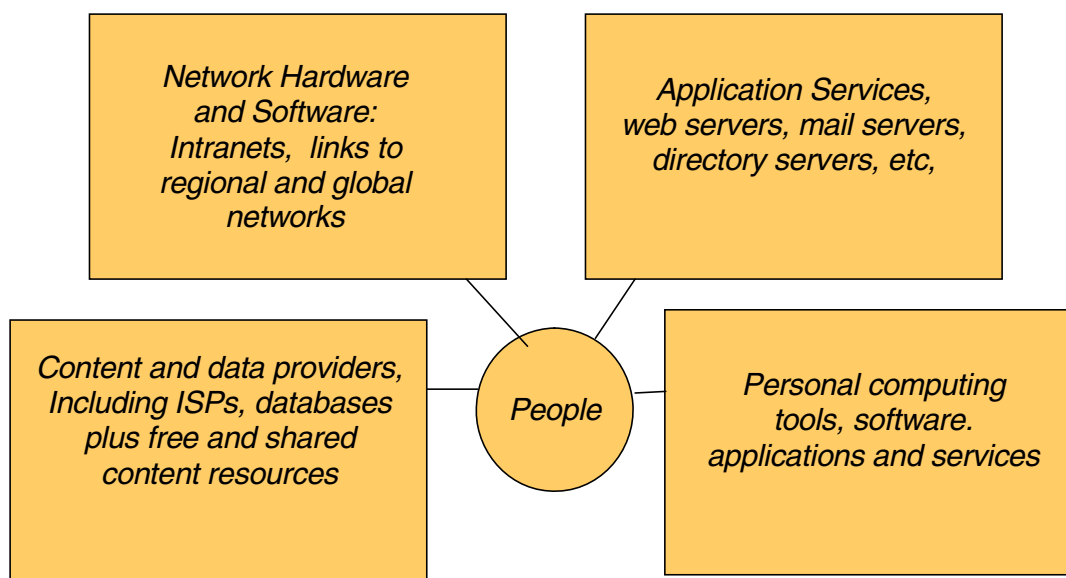 Network Hardware
and Software:
Intranets, links to
regional and global
networks
Application Services,
web servers, mail servers,
directory servers, etc,
Content and data providers,
Including ISPs, databases
plus free and shared
content resources
People
Personal computing
tools, software.
applications and services